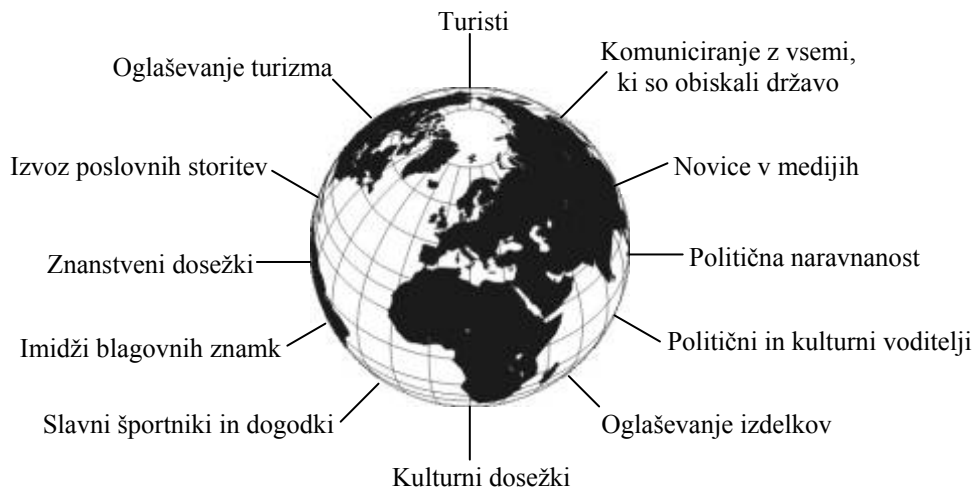 Turisti
Komuniciranje z vsemi,
ki so obiskali državo
Novice v medijih
Politična naravnanost
Politični in kulturni voditelji
Oglaševanje izdelkov
Kulturni dosežki
Slavni športniki in dogodki
Imidži blagovnih znamk
Znanstveni dosežki
Izvoz poslovnih storitev
Oglaševanje turizma